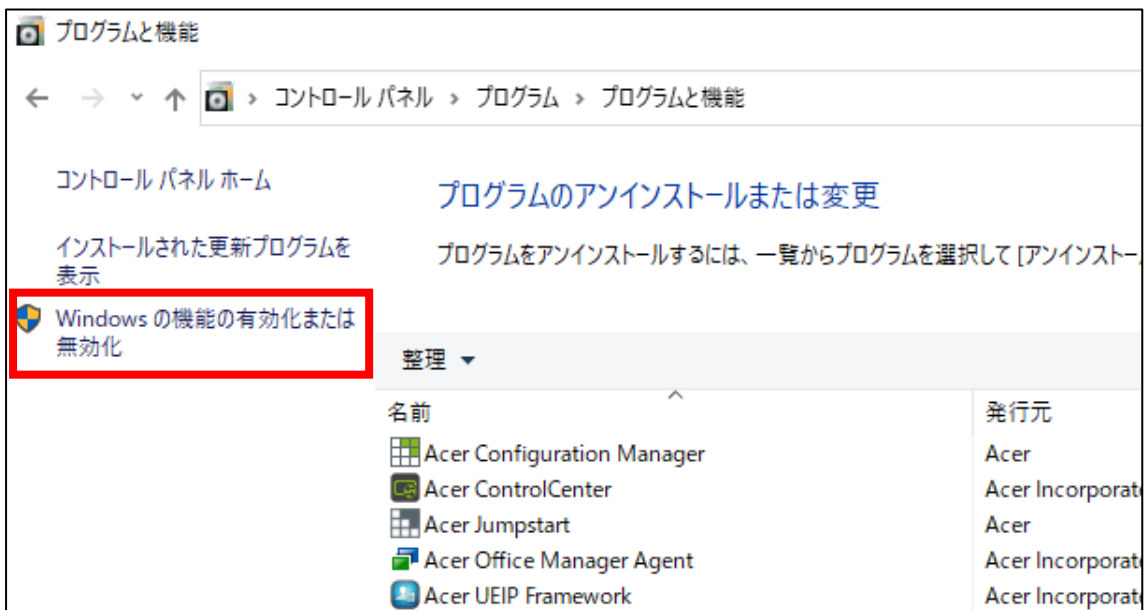 プログラムと機能
コントロール パネル › プログラム › プログラムと機能
コントロール パネル ホーム
インストールされた更新プログラムを
表示
Windows の機能の有効化または
無効化
プログラムのアンインストールまたは変更
プログラムをアンインストールするには、一覧からプログラムを選択して [アンインストー
整理
名前 発行元
Acer Configuration Manager Acer
Acer ControlCenter Acer Incorporat
Acer Jumpstart Acer
Acer Office Manager Agent Acer Incorporat
Acer UEIP Framework Acer Incorporat